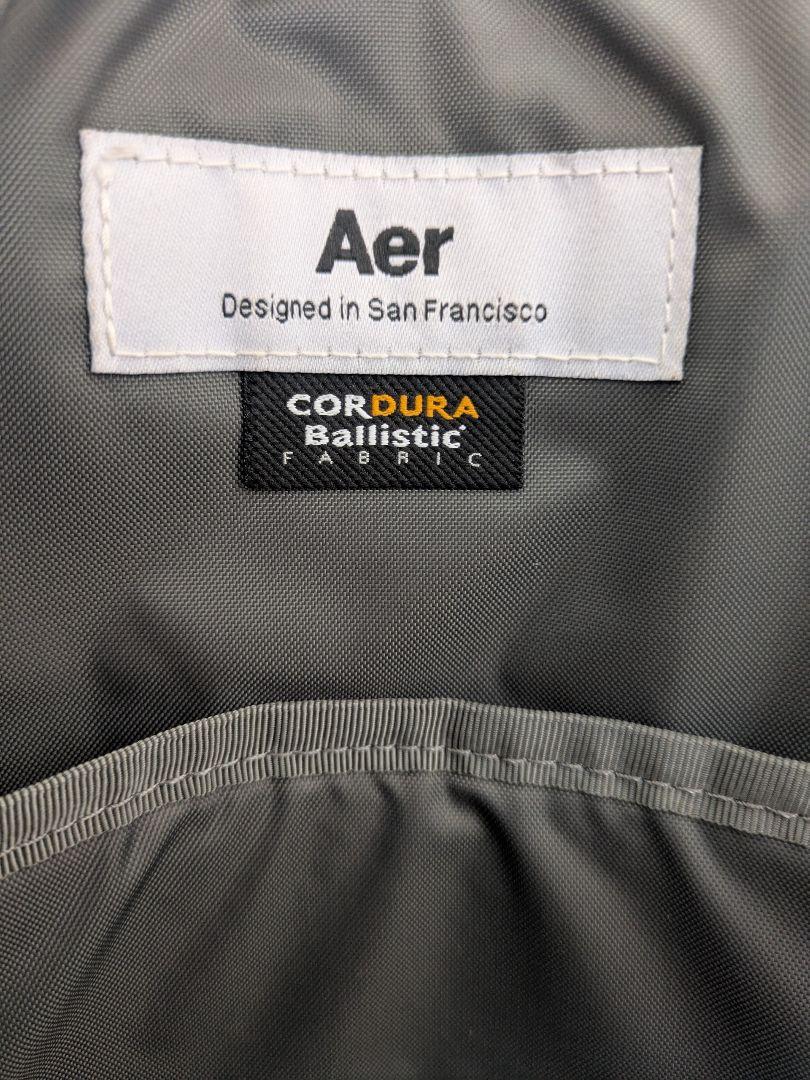 Aer
Designed in San Francisco
CORDURA
Ballistic
FABRIC